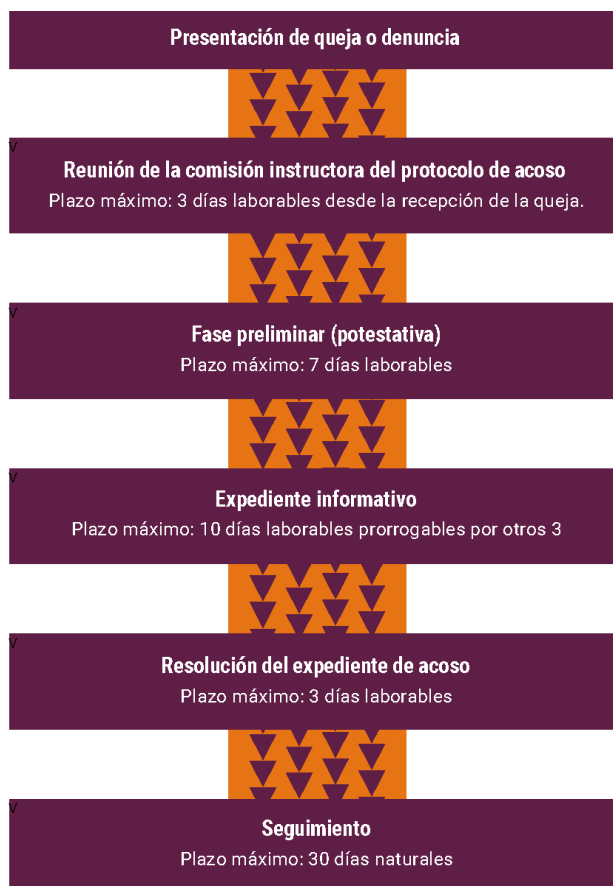 Presentación de queja o denuncia
V
Reunión de la comisión instructora del protocolo de acoso
Plazo máximo: 3 días laborables desde la recepción de la queja.
V
Fase preliminar (potestativa)
Plazo máximo: 7 días laborables
V
Expediente informativo
Plazo máximo: 10 días laborables prorrogables por otros 3
V
Resolución del expediente de acoso
Plazo máximo: 3 días laborables
V
Seguimiento
Plazo máximo: 30 días naturales